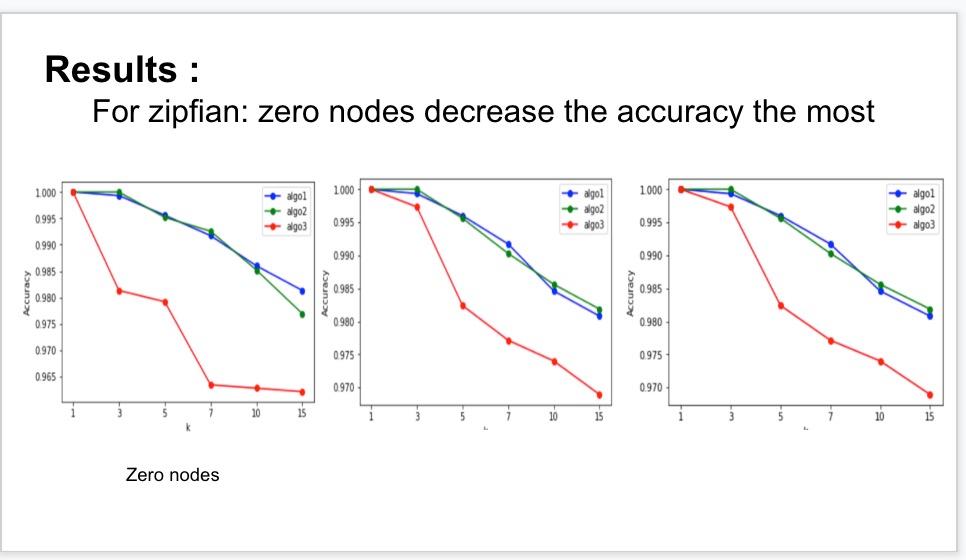 Results :
For zipfian: zero nodes decrease the accuracy the most
1.000
0.995
0.990
0.985
0.980
0.975
0.970
0.965
Accuracy
algo1
algo2
algo3
1 3 5 7 10 15
k
1.000
0.995
0.990
0.985
0.980
0.975
0.970
Accuracy
algo1
algo2
algo3
1 3 5 7 10 15
1.000
0.995
0.990
0.985
0.980
0.975
0.970
Accuracy
algo1
algo2
algo3
1 3 5 7 10 15
Zero nodes